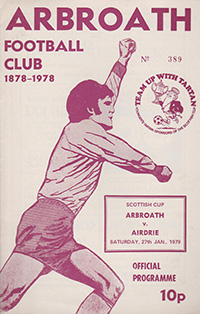 ARBROATH
FOOTBALL
CLUB
1878-1978
No 389
TEAM UP WITH TARTAN
SCOTTISH CUP
ARBROATH
v.
AIRDRIE
SATURDAY, 27th JAN., 1979
OFFICIAL
PROGRAMME
10p